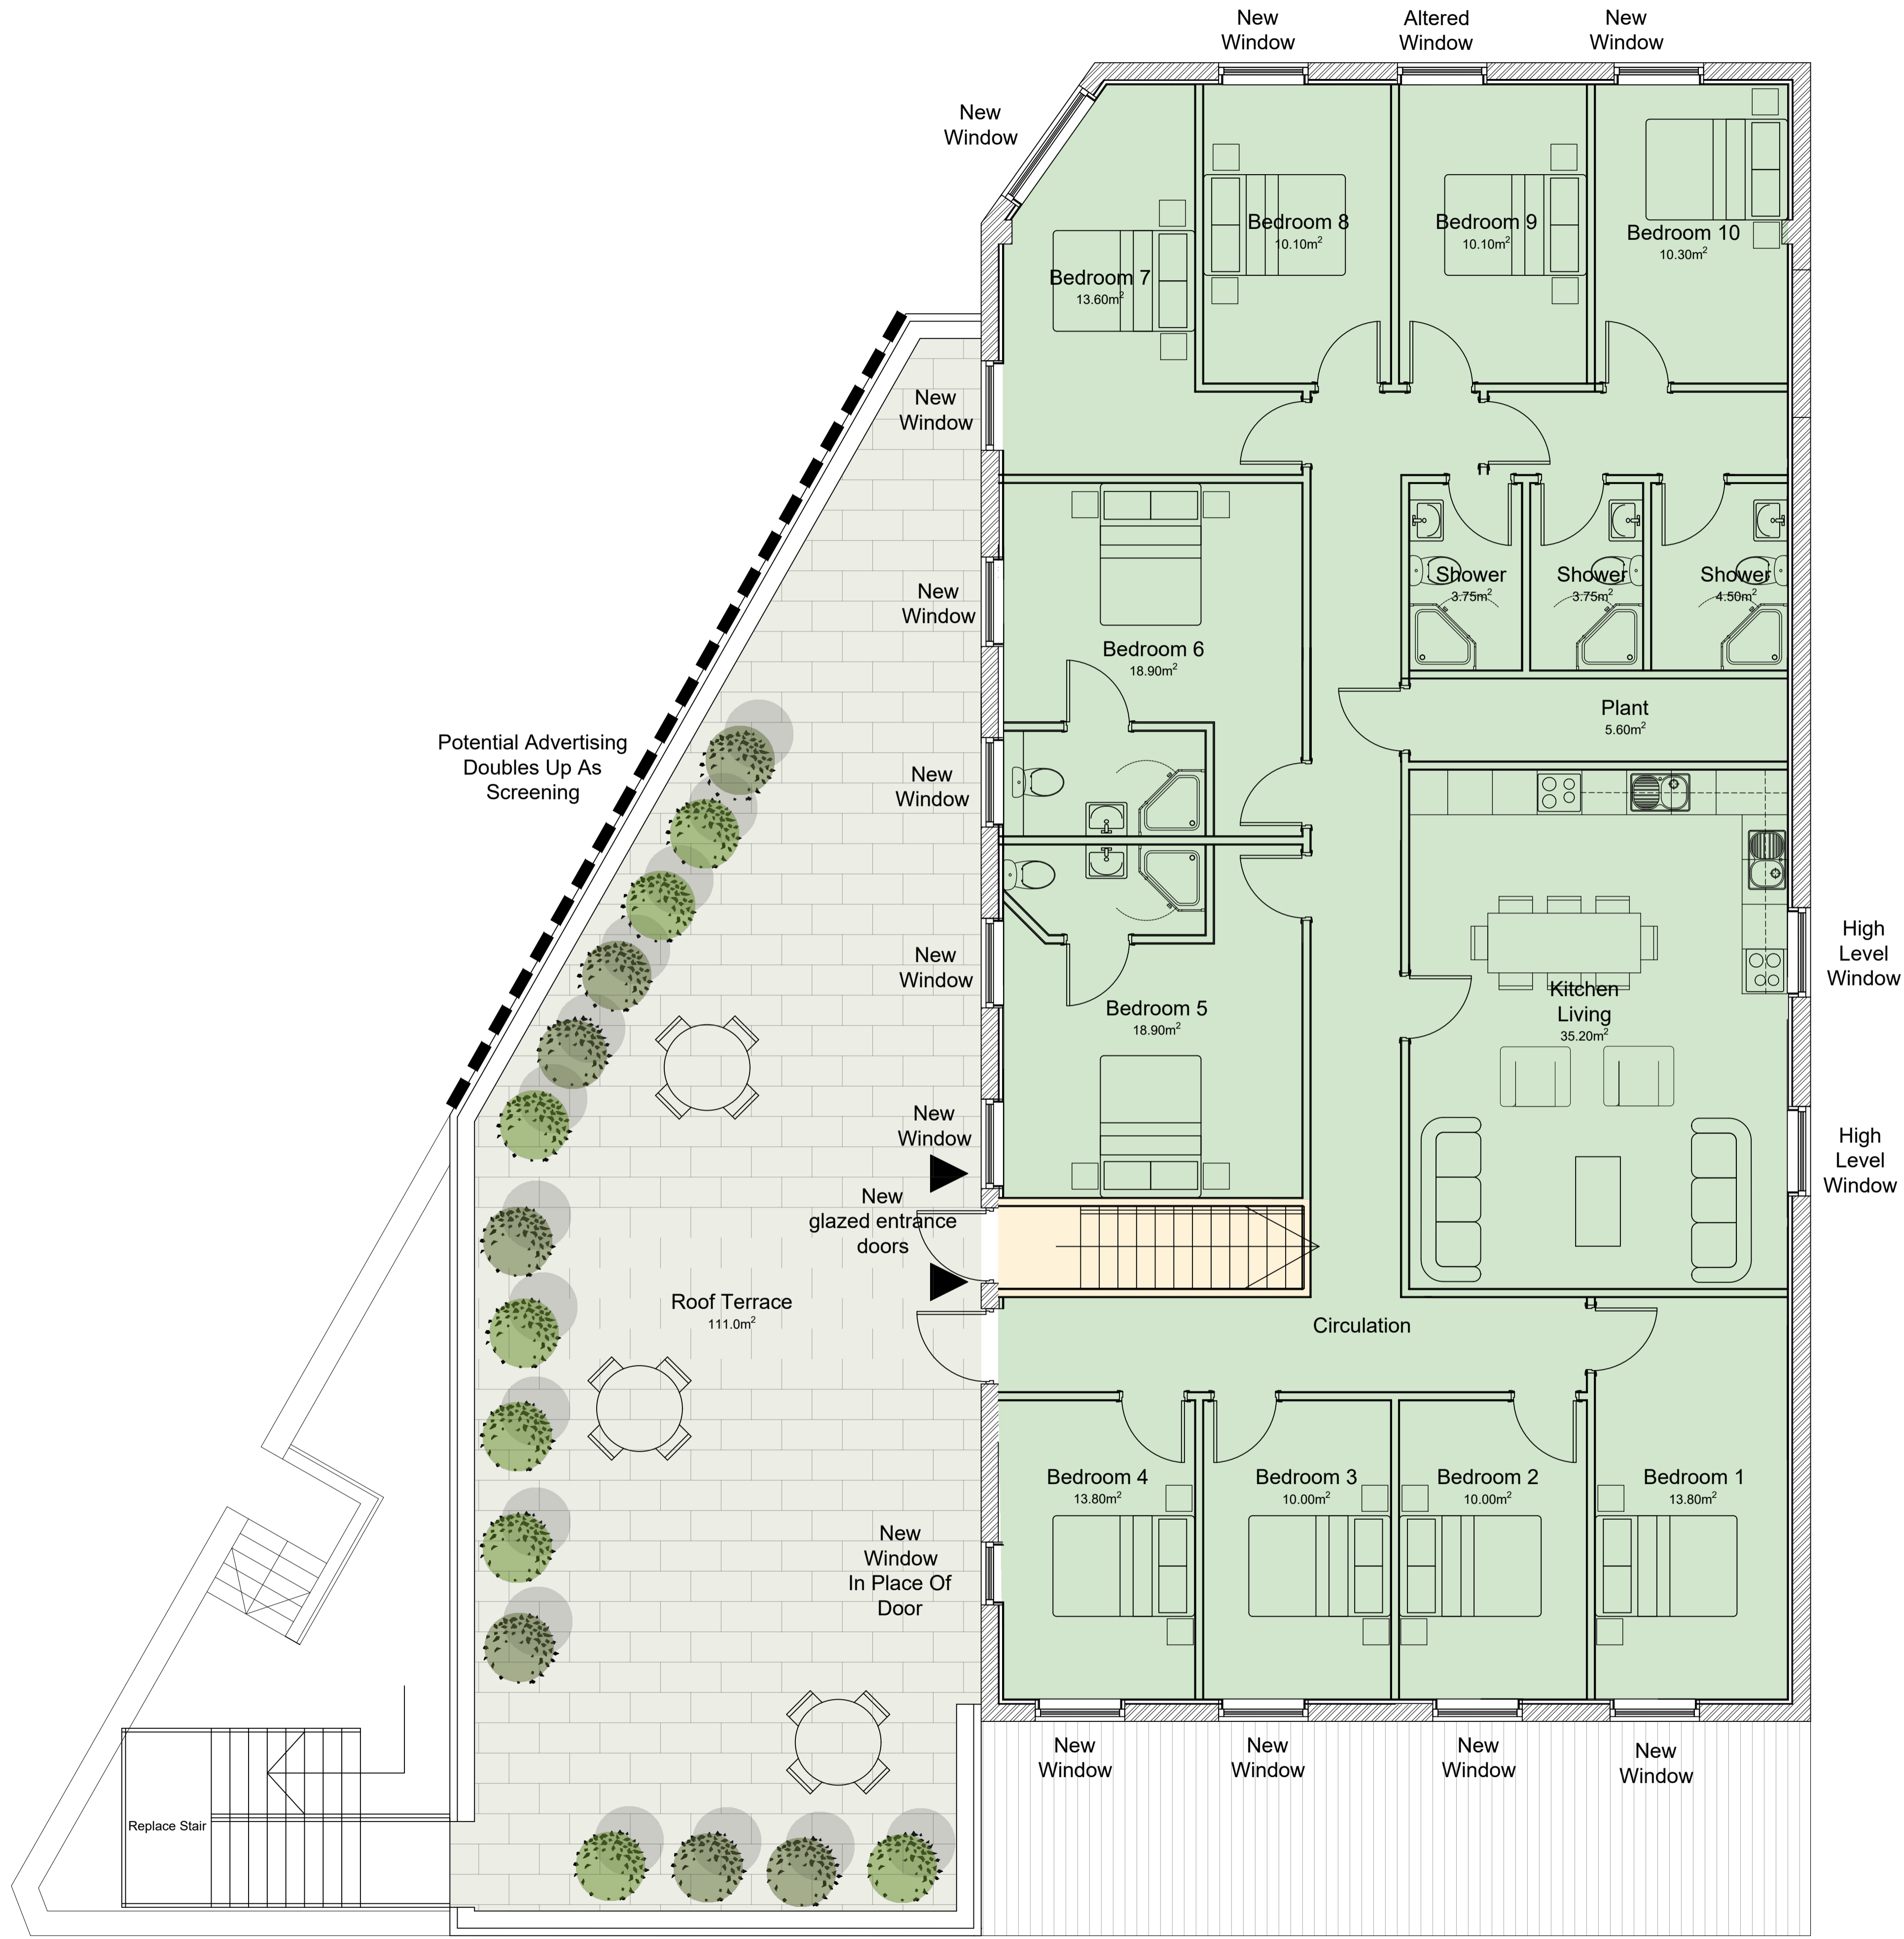 New
Window
Altered
Window
New
Window
New
Window
Bedroom 8
10.10m²
Bedroom 9
10.10m²
Bedroom 10
10.30m²
Bedroom 7
13.60m²
New
Window
New
Window
Shower
3.75m²
Shower
3.75m²
Shower
4.50m²
Bedroom 6
18.90m²
Plant
5.60m²
Potential Advertising
Doubles Up As
Screening
New
Window
New
Window
High
Level
Window
Kitchen
Living
35.20m²
Bedroom 5
18.90m²
New
Window
High
Level
Window
New
glazed entrance
doors
Roof Terrace
111.0m²
Circulation
Bedroom 4
13.80m²
Bedroom 3
10.00m²
Bedroom 2
10.00m²
Bedroom 1
13.80m²
New
Window
In Place Of
Door
New
Window
New
Window
New
Window
New
Window
Replace Stair